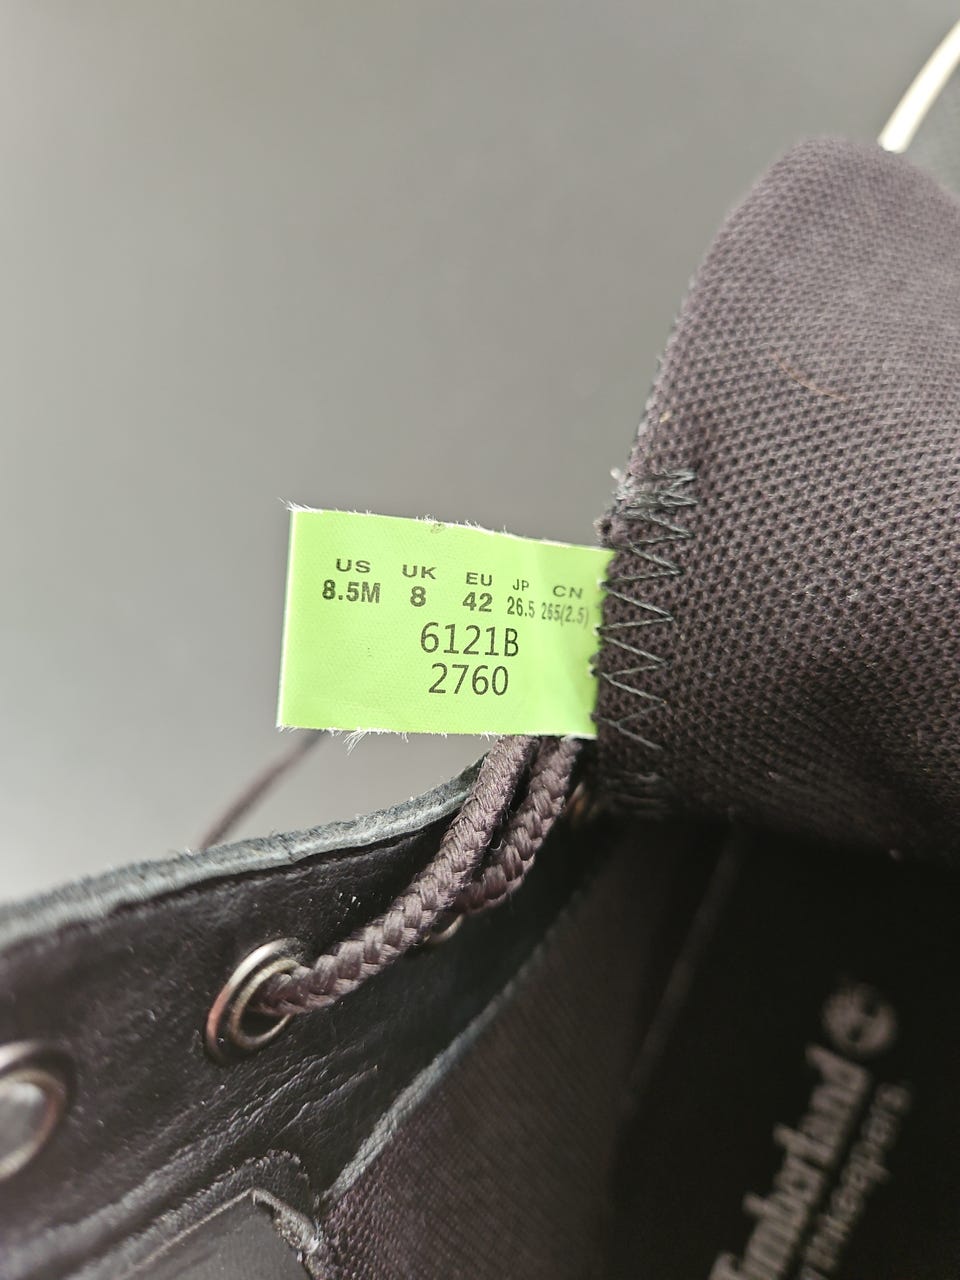 US UK EU JP CN
8.5M 8 42 26.5 265(2.5)
6121B
2760
Timberland